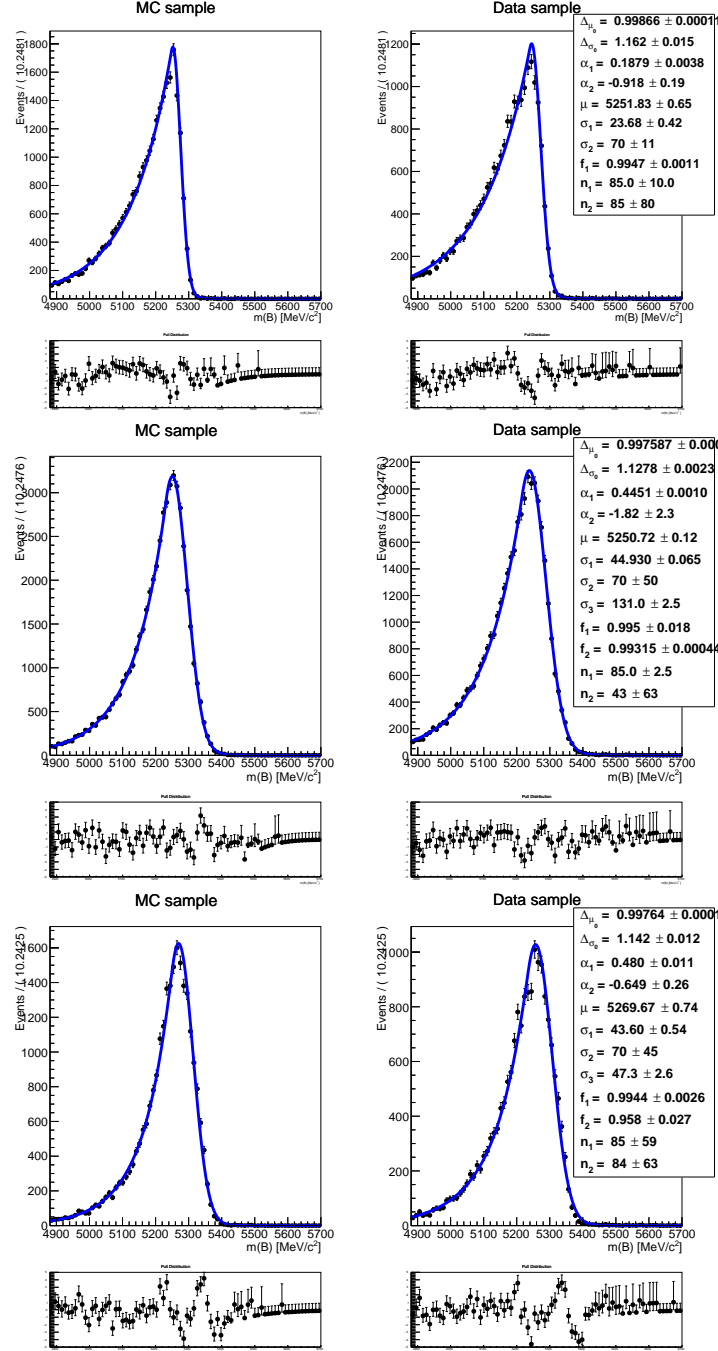 MC sample
Events / ( 10.2481 )
1800
1600
1400
1200
1000
800
600
400
200
0
4900 5000 5100 5200 5300 5400 5500 5600 5700
m(B) [MeV/c²]
Pull Distribution
Data sample
Events / ( 10.2481 )
1200
1000
800
600
400
200
0
4900 5000 5100 5200 5300 5400 5500 5600 5700
m(B) [MeV/c²]
Pull Distribution
Δμ₀ = 0.99866 ± 0.00011
Δσ₀ = 1.162 ± 0.015
α₁ = 0.1879 ± 0.0038
α₂ = -0.918 ± 0.19
μ = 5251.83 ± 0.65
σ₁ = 23.68 ± 0.42
σ₂ = 70 ± 11
f₁ = 0.9947 ± 0.0011
n₁ = 85.0 ± 10.0
n₂ = 85 ± 80
MC sample
Events / ( 10.2476 )
3000
2500
2000
1500
1000
500
0
4900 5000 5100 5200 5300 5400 5500 5600 5700
m(B) [MeV/c²]
Pull Distribution
Data sample
Events / ( 10.2476 )
2200
2000
1800
1600
1400
1200
1000
800
600
400
200
0
4900 5000 5100 5200 5300 5400 5500 5600 5700
m(B) [MeV/c²]
Pull Distribution
Δμ₀ = 0.997587 ± 0.000
Δσ₀ = 1.1278 ± 0.0023
α₁ = 0.4451 ± 0.0010
α₂ = -1.82 ± 2.3
μ = 5250.72 ± 0.12
σ₁ = 44.930 ± 0.065
σ₂ = 70 ± 50
σ₃ = 131.0 ± 2.5
f₁ = 0.995 ± 0.018
f₂ = 0.99315 ± 0.00044
n₁ = 85.0 ± 2.5
n₂ = 43 ± 63
MC sample
Events / ( 10.2425 )
1600
1400
1200
1000
800
600
400
200
0
4900 5000 5100 5200 5300 5400 5500 5600 5700
m(B) [MeV/c²]
Pull Distribution
Data sample
Events / ( 10.2425 )
1000
800
600
400
200
0
4900 5000 5100 5200 5300 5400 5500 5600 5700
m(B) [MeV/c²]
Pull Distribution
Δμ₀ = 0.99764 ± 0.0001
Δσ₀ = 1.142 ± 0.012
α₁ = 0.480 ± 0.011
α₂ = -0.649 ± 0.26
μ = 5269.67 ± 0.74
σ₁ = 43.60 ± 0.54
σ₂ = 70 ± 45
σ₃ = 47.3 ± 2.6
f₁ = 0.9944 ± 0.0026
f₂ = 0.958 ± 0.027
n₁ = 85 ± 59
n₂ = 84 ± 63